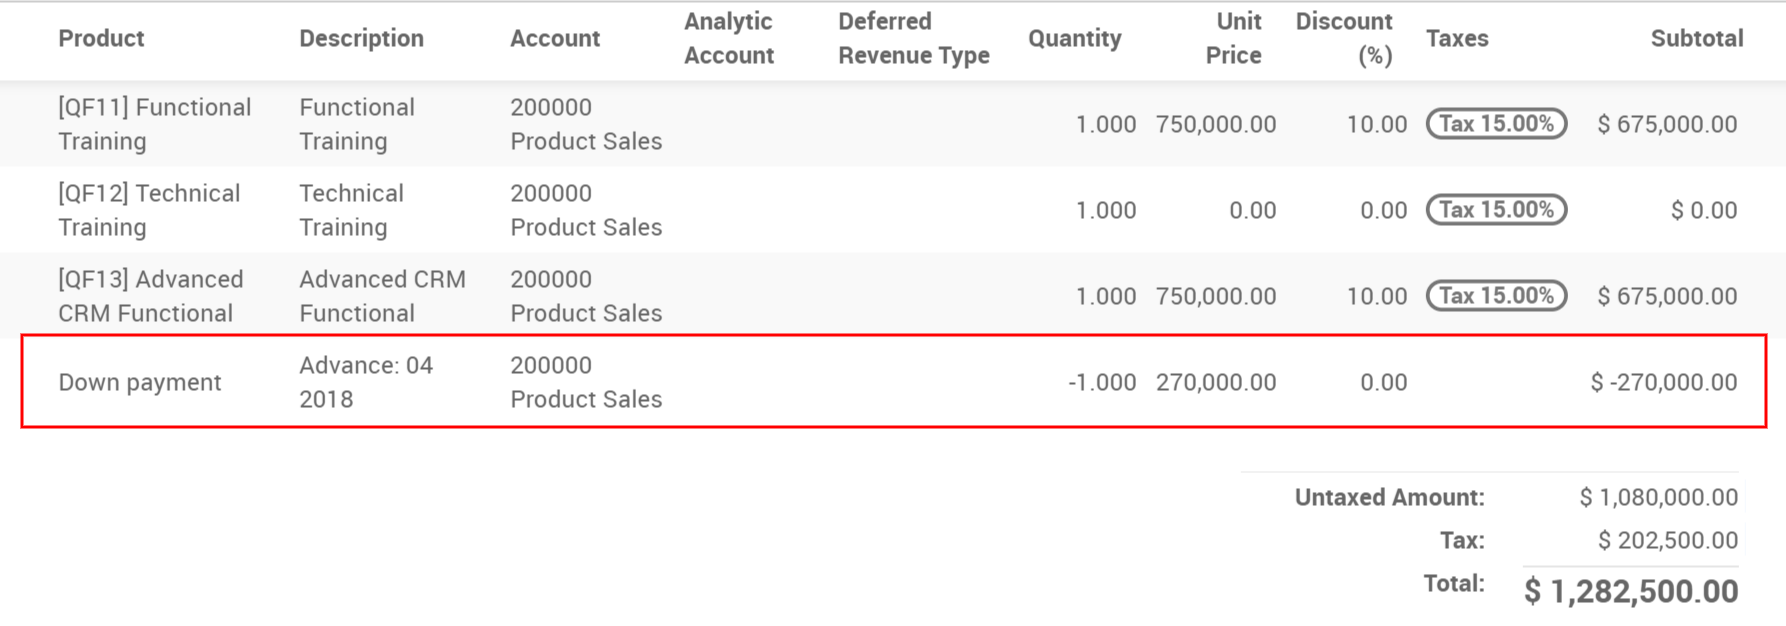 Product Description Account Analytic Account Deferred Revenue Type Quantity Unit Price Discount (%) Taxes Subtotal
[QF11] Functional Training Functional Training 200000 Product Sales 1.000 750,000.00 10.00 Tax 15.00% $ 675,000.00
[QF12] Technical Training Technical Training 200000 Product Sales 1.000 0.00 0.00 Tax 15.00% $ 0.00
[QF13] Advanced CRM Functional Advanced CRM Functional 200000 Product Sales 1.000 750,000.00 10.00 Tax 15.00% $ 675,000.00
Down payment Advance: 04 2018 200000 Product Sales -1.000 270,000.00 0.00 $ -270,000.00
Untaxed Amount: $ 1,080,000.00
Tax: $ 202,500.00
Total: $ 1,282,500.00